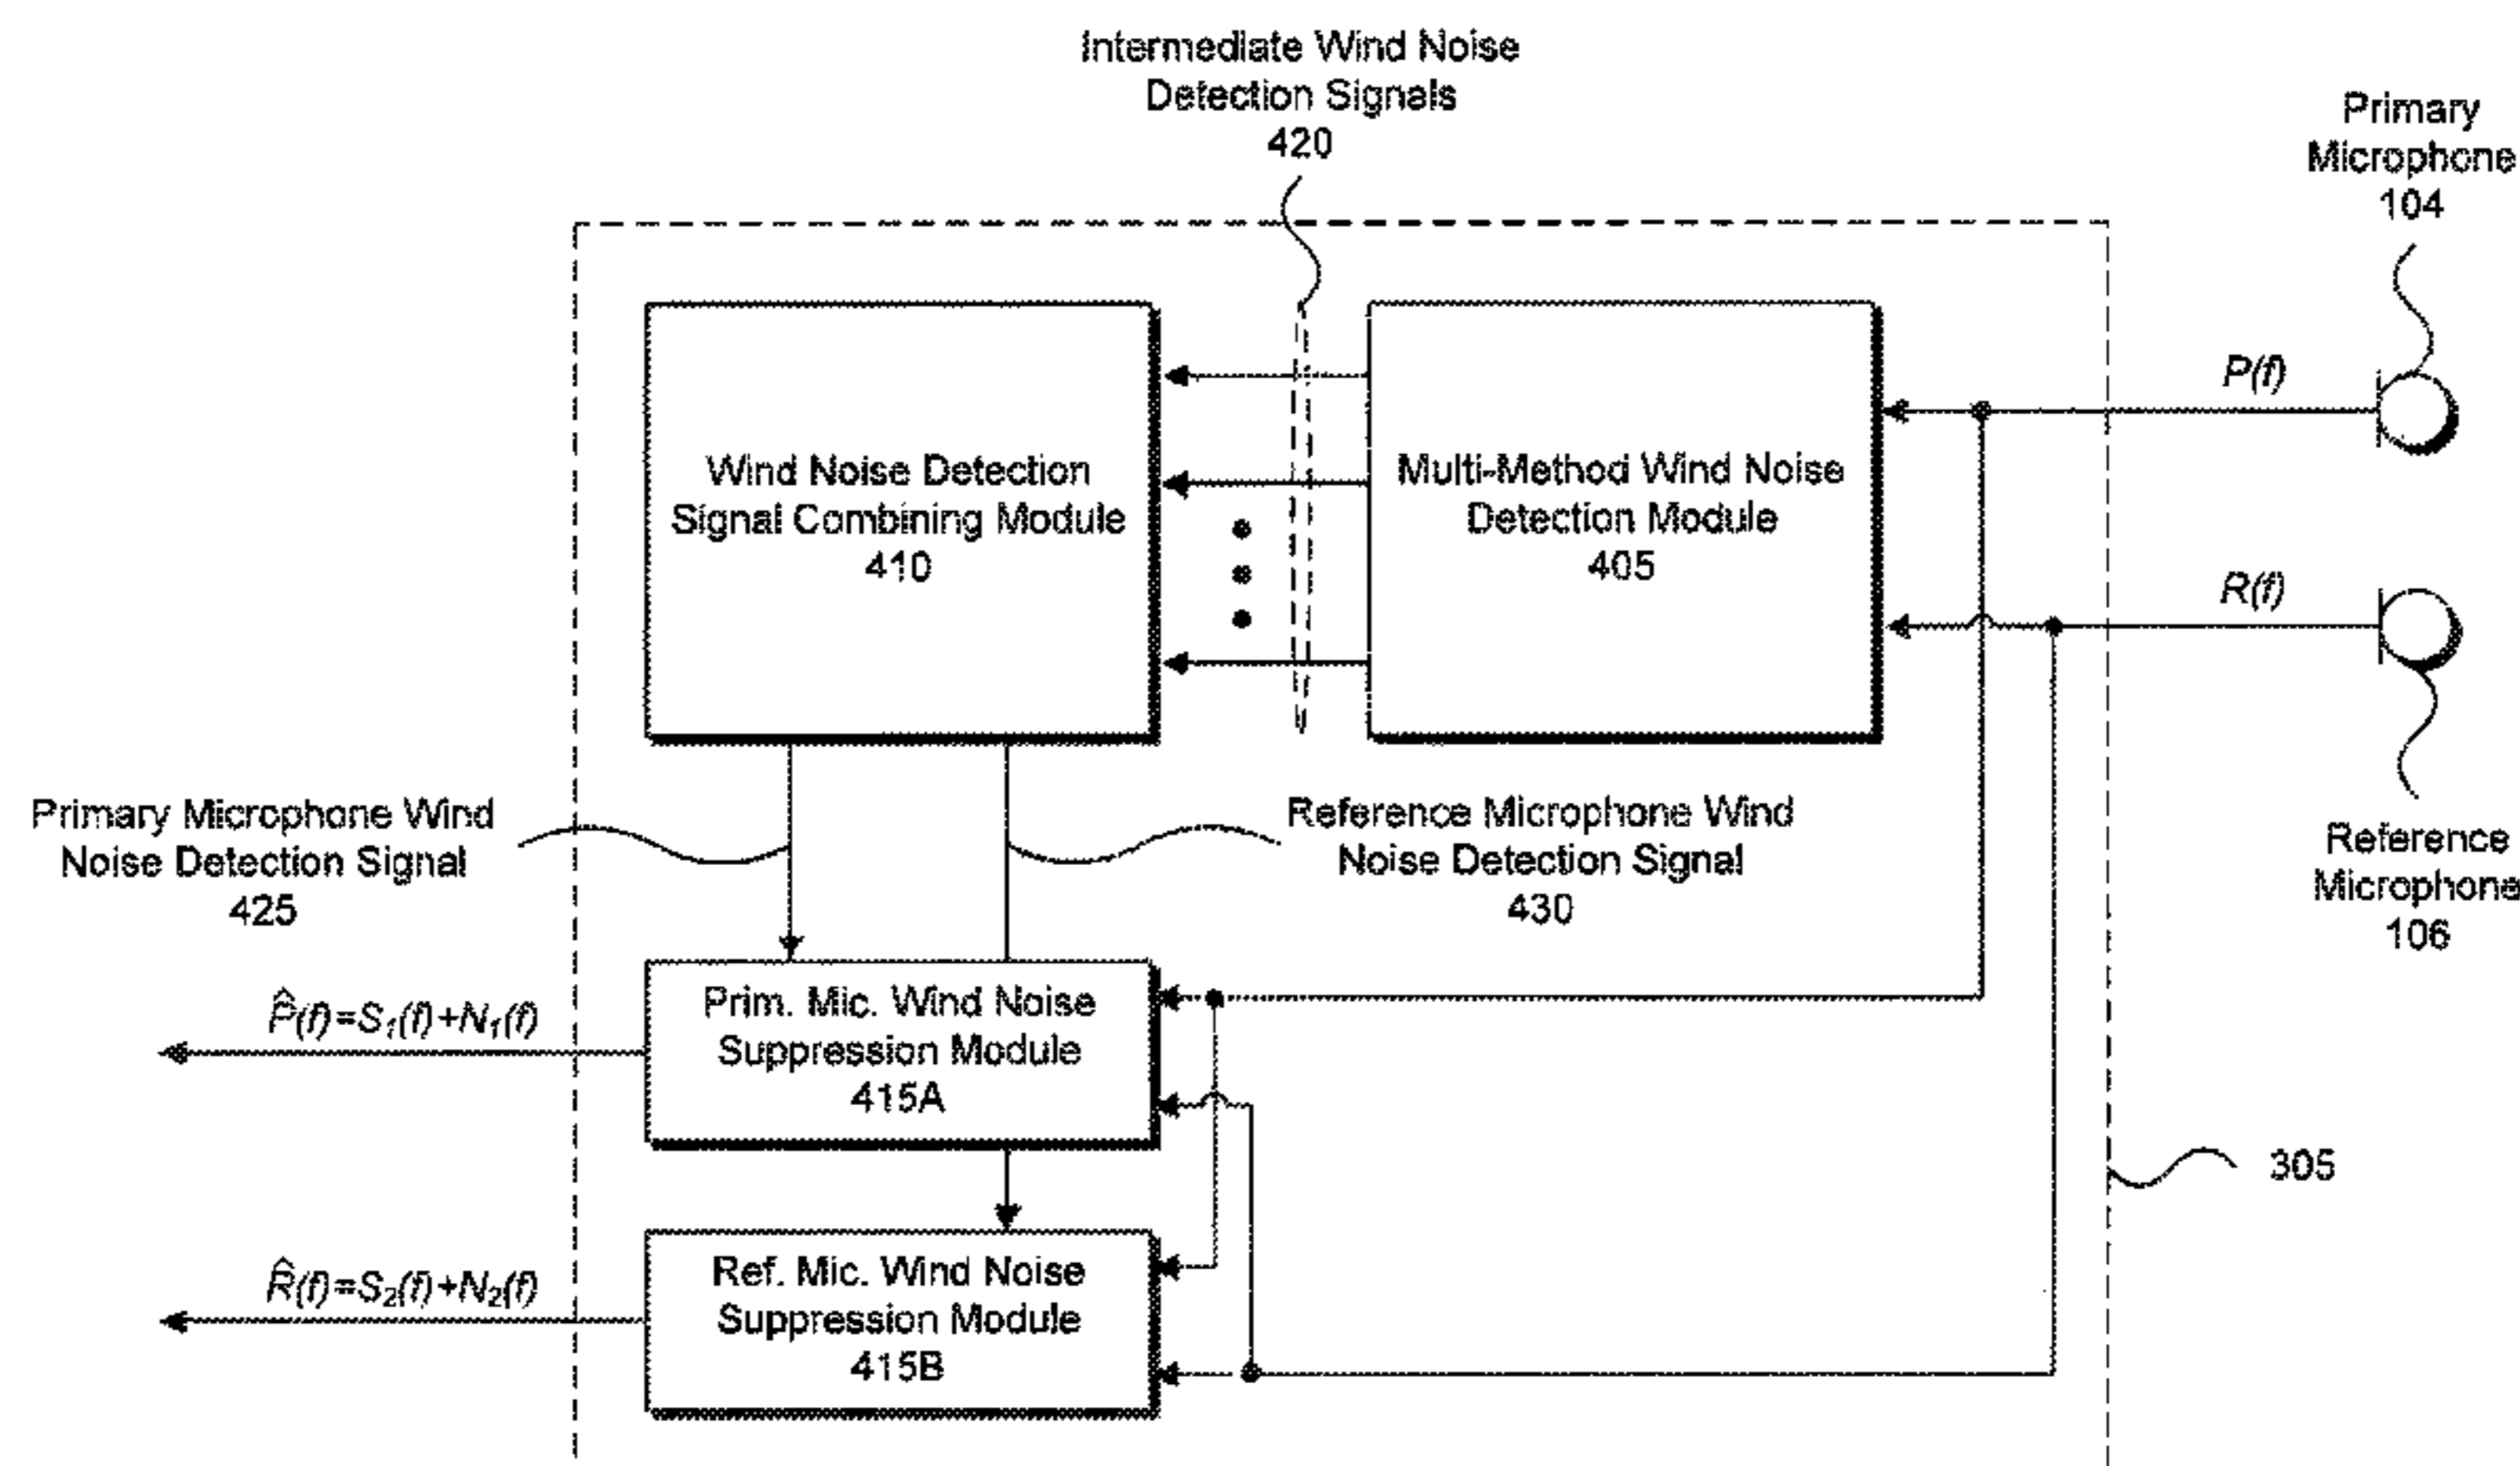 Intermediate Wind Noise
Detection Signals
420
Primary
Microphone
104
P(f)
Wind Noise Detection
Signal Combining Module
410
Multi-Method Wind Noise
Detection Module
405
R(f)
Primary Microphone Wind
Noise Detection Signal
425
Reference Microphone Wind
Noise Detection Signal
430
Reference
Microphone
106
P̂(f)=S₁(f)+N₁(f)
Prim. Mic. Wind Noise
Suppression Module
415A
305
R̂(f)=S₂(f)+N₂(f)
Ref. Mic. Wind Noise
Suppression Module
415B